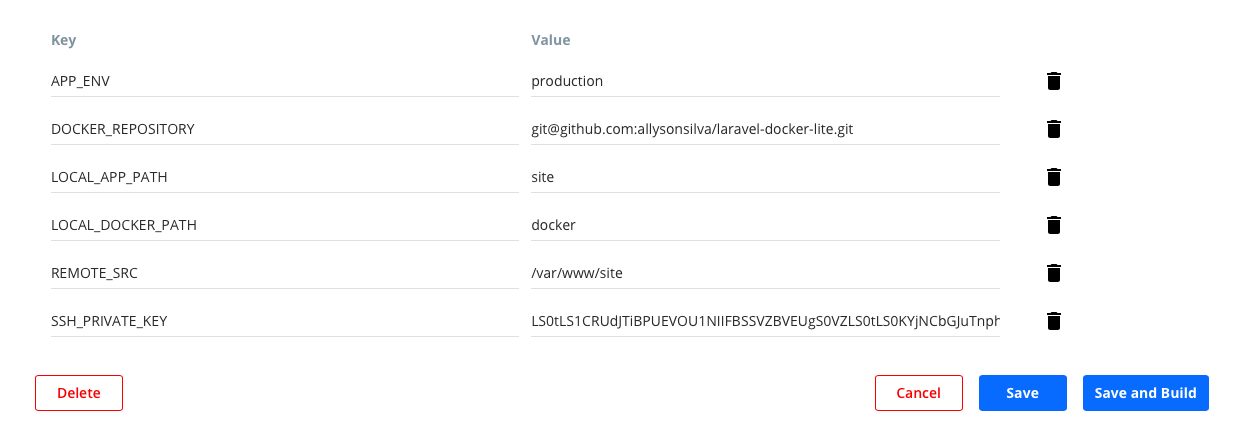 Key Value
APP_ENV production
DOCKER_REPOSITORY git@github.com:allysonsilva/laravel-docker-lite.git
LOCAL_APP_PATH site
LOCAL_DOCKER_PATH docker
REMOTE_SRC /var/www/site
SSH_PRIVATE_KEY LS0tLS1CRUdJTiBPUEVOU1NIIFBSSVZBVEUgS0VZLS0tLS0KYjNCbGJuTnph
Delete Cancel Save Save and Build